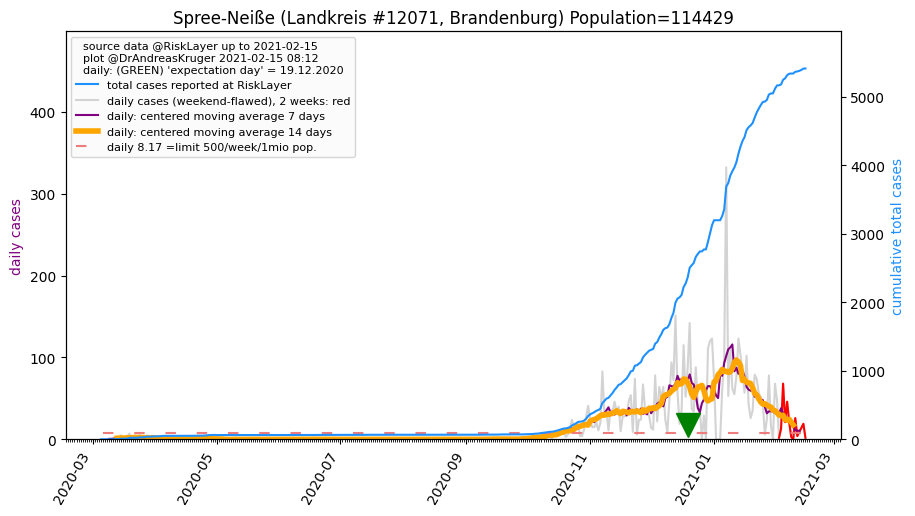 Spree-Neiße (Landkreis #12071, Brandenburg) Population=114429
source data @RiskLayer up to 2021-02-15
plot @DrAndreasKruger 2021-02-15 08:12
daily: (GREEN) 'expectation day' = 19.12.2020
total cases reported at RiskLayer
daily cases (weekend-flawed), 2 weeks: red
daily: centered moving average 7 days
daily: centered moving average 14 days
daily 8.17 =limit 500/week/1mio pop.
daily cases
400
300
200
100
0
cumulative total cases
5000
4000
3000
2000
1000
0
2020-03
2020-05
2020-07
2020-09
2020-11
2021-01
2021-03